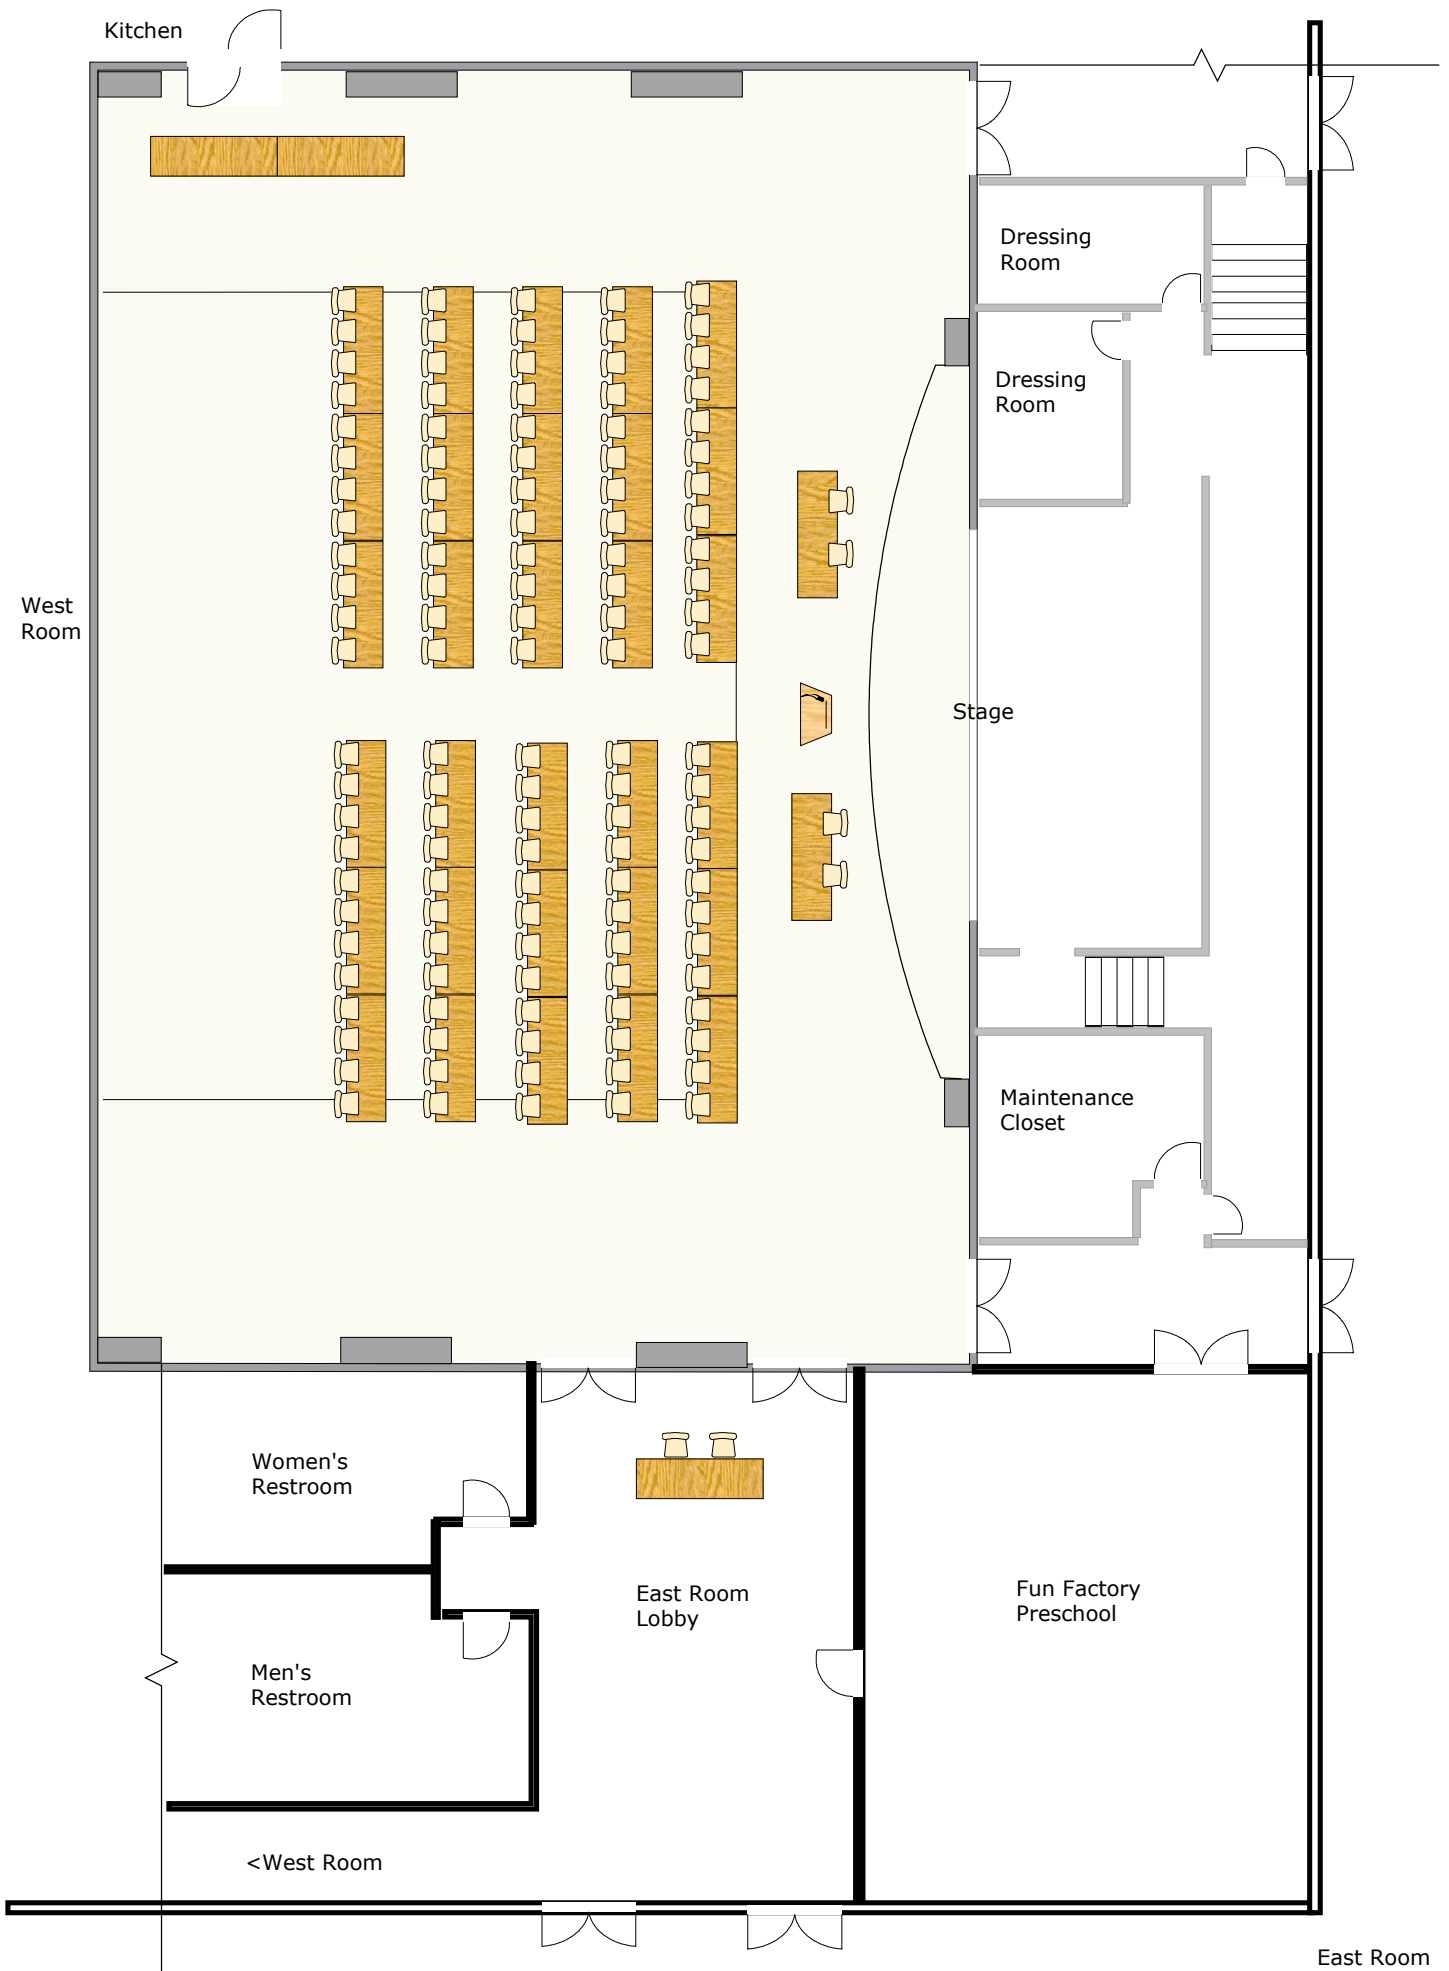 Kitchen
Dressing
Room
Dressing
Room
West
Room
Stage
Maintenance
Closet
Women's
Restroom
East Room
Lobby
Fun Factory
Preschool
Men's
Restroom
<West Room
East Room